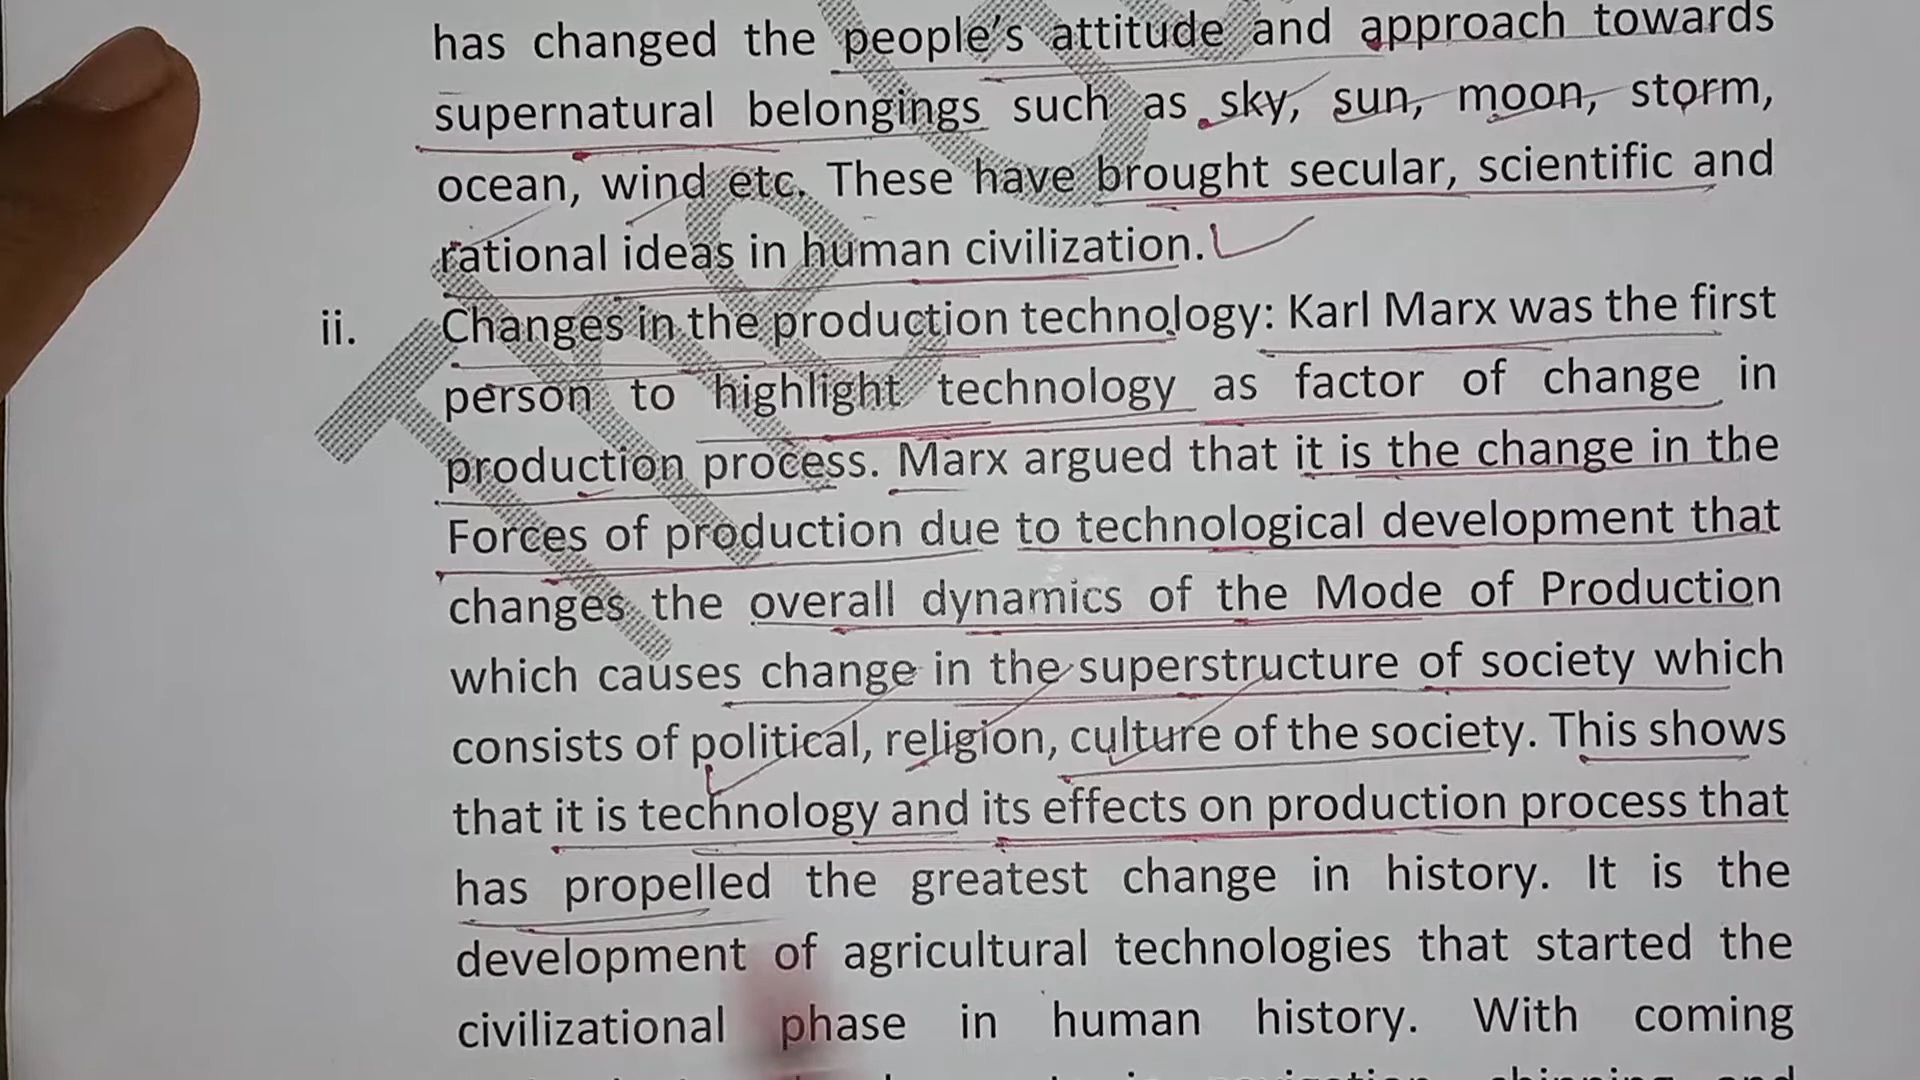 has changed the people's attitude and approach towards
supernatural belongings such as sky, sun, moon, storm,
ocean, wind etc. These have brought secular, scientific and
rational ideas in human civilization.
ii. Changes in the production technology: Karl Marx was the first
person to highlight technology as factor of change in
production process. Marx argued that it is the change in the
Forces of production due to technological development that
changes the overall dynamics of the Mode of Production
which causes change in the superstructure of society which
consists of political, religion, culture of the society. This shows
that it is technology and its effects on production process that
has propelled the greatest change in history. It is the
development of agricultural technologies that started the
civilizational phase in human history. With coming